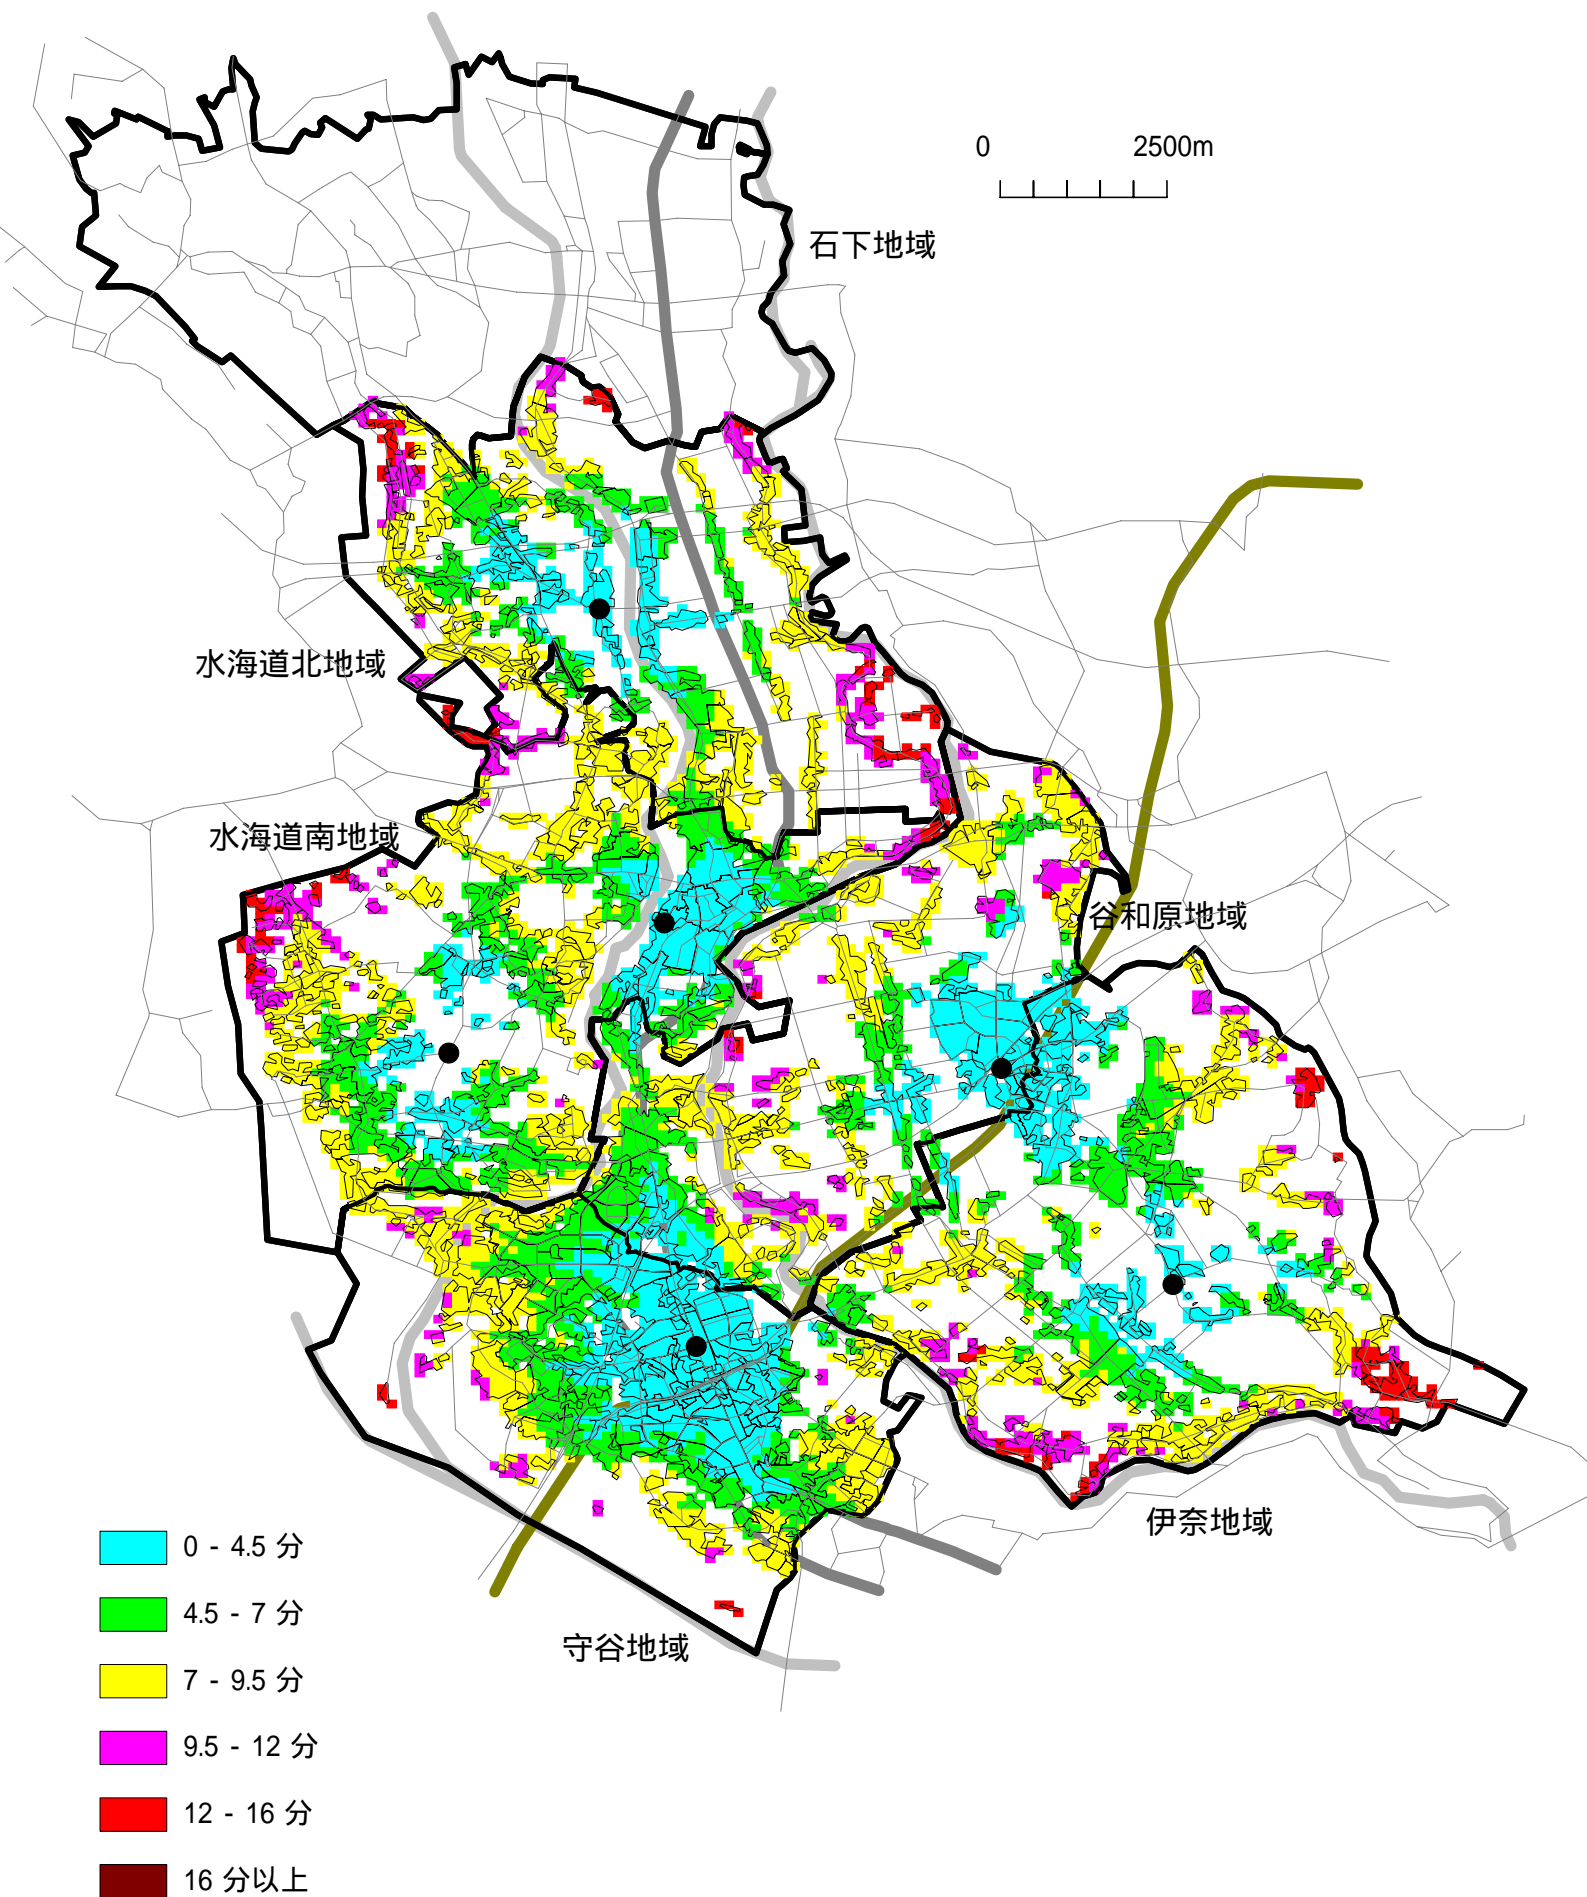 0 2500m
石下地域
水海道北地域
水海道南地域
谷和原地域
伊奈地域
守谷地域
0 - 4.5 分
4.5 - 7 分
7 - 9.5 分
9.5 - 12 分
12 - 16 分
16 分以上